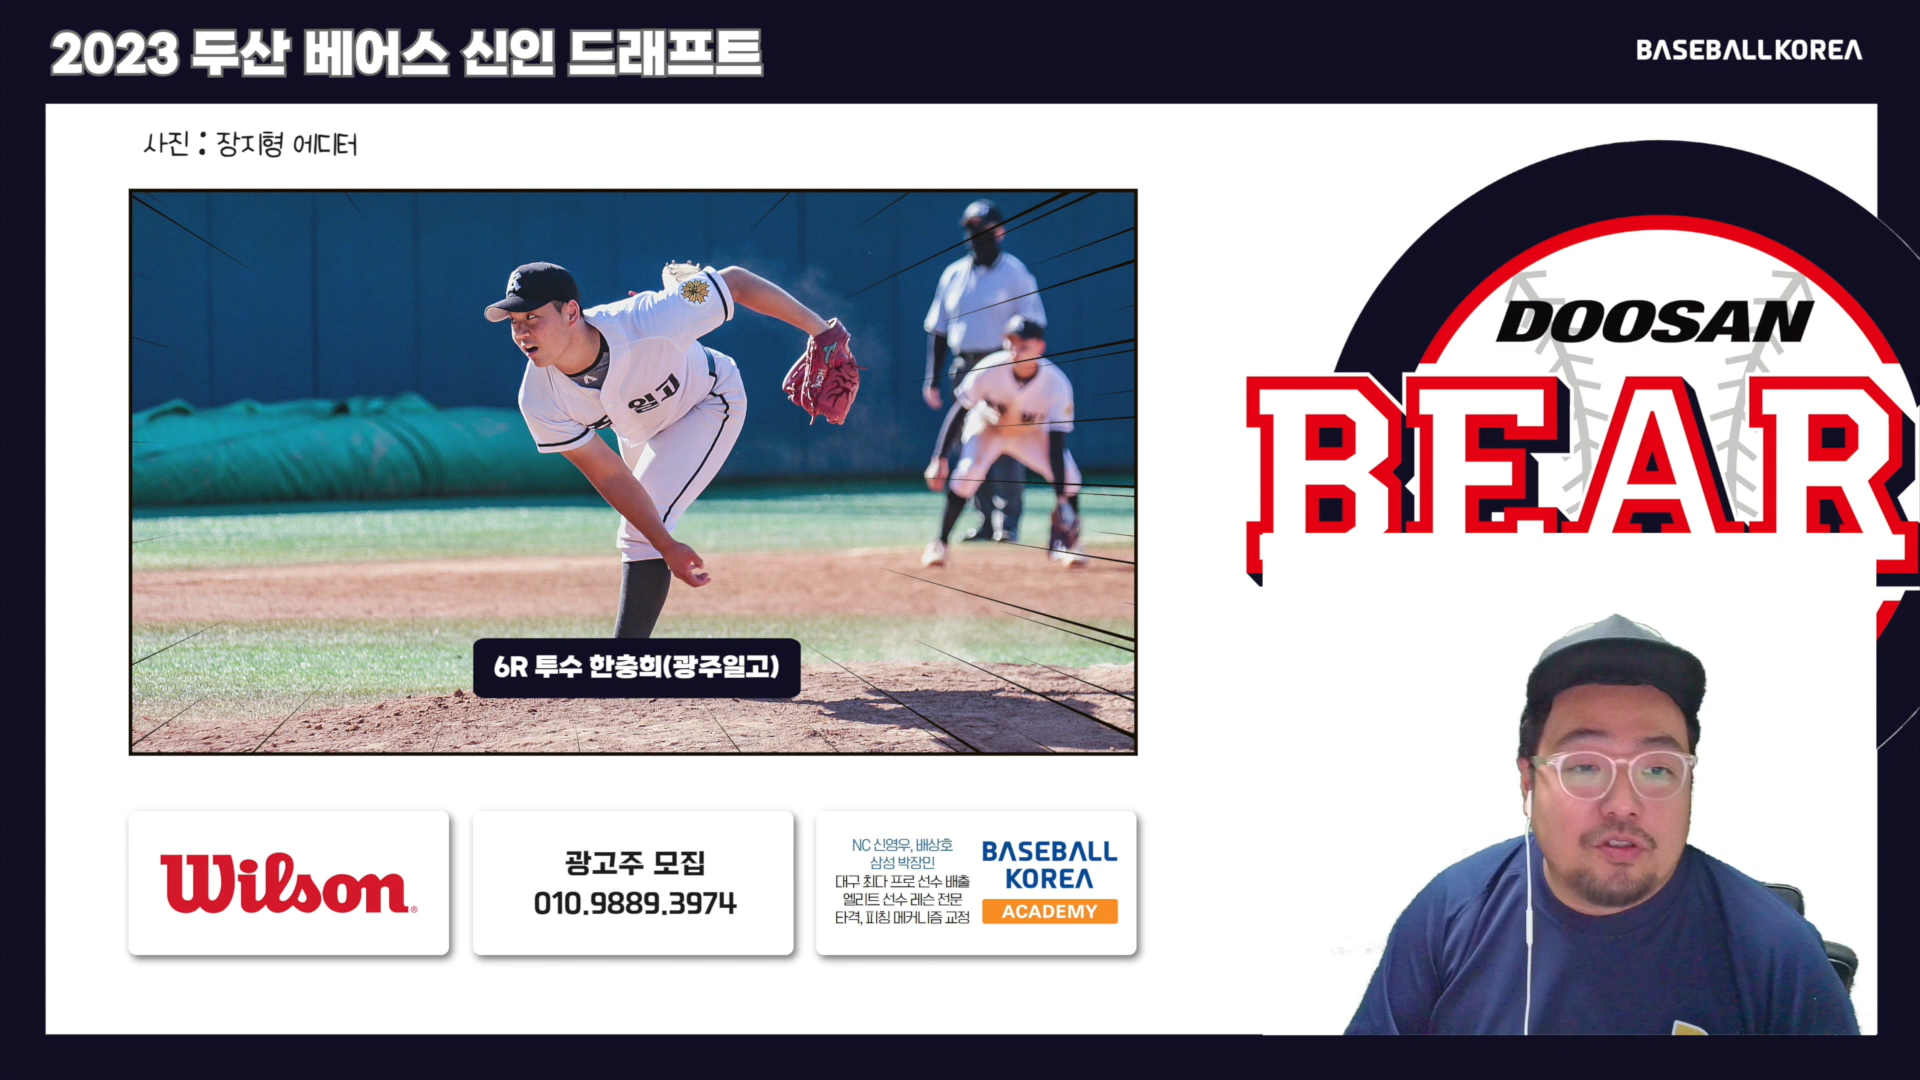 2023 두산 베어스 신인 드래프트
BASEBALLKOREA
사진 : 장지형 에디터
DOOSAN
BEAR
일고
6R 투수 한충희(광주일고)
Wilson®
광고주 모집
010.9889.3974
NC 신영우, 배상호
삼성 박장민
대구 최다 프로 선수 배출
엘리트 선수 레슨 전문
타격, 피칭 메커니즘 교정
BASEBALL
KOREA
ACADEMY